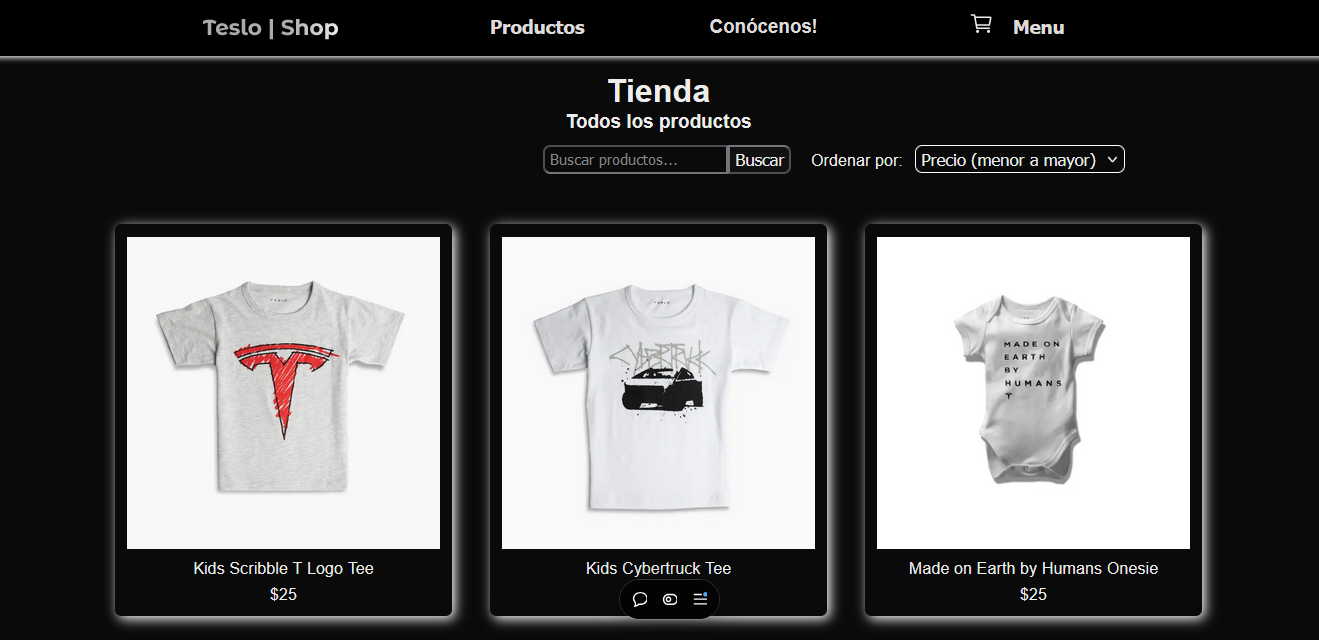 Teslo | Shop
Productos
Conócenos!
Menu
Tienda
Todos los productos
Buscar productos...
Buscar
Ordenar por:
Precio (menor a mayor)
CYBERTRUCK
MADE ON
EARTH
BY
HUMANS
Kids Scribble T Logo Tee
$25
Kids Cybertruck Tee
Made on Earth by Humans Onesie
$25